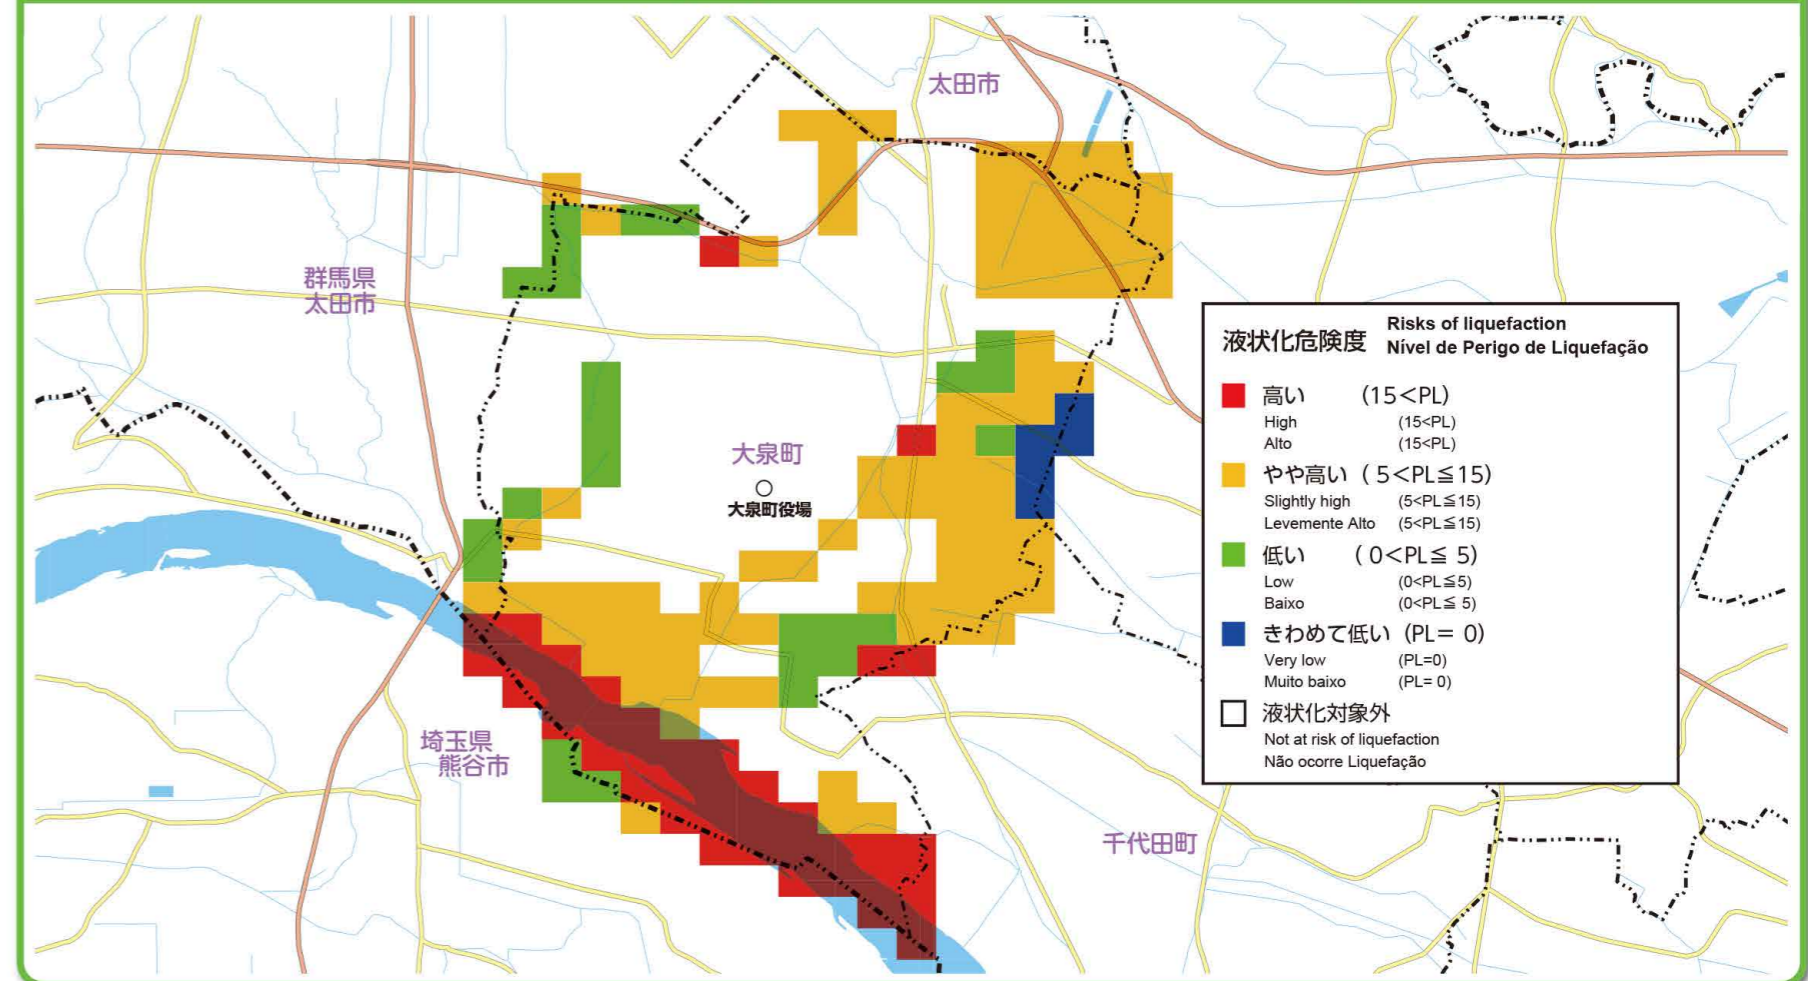 太田市
群馬県
太田市
大泉町
大泉町役場
埼玉県
熊谷市
千代田町
液状化危険度
Risks of liquefaction
Nível de Perigo de Liquefação
高い (15<PL)
High (15<PL)
Alto (15<PL)
やや高い ( 5<PL≦15)
Slightly high (5<PL≦15)
Levemente Alto (5<PL≦15)
低い ( 0<PL≦ 5)
Low (0<PL≦5)
Baixo (0<PL≦ 5)
きわめて低い (PL= 0)
Very low (PL=0)
Muito baixo (PL= 0)
液状化対象外
Not at risk of liquefaction
Não ocorre Liquefação